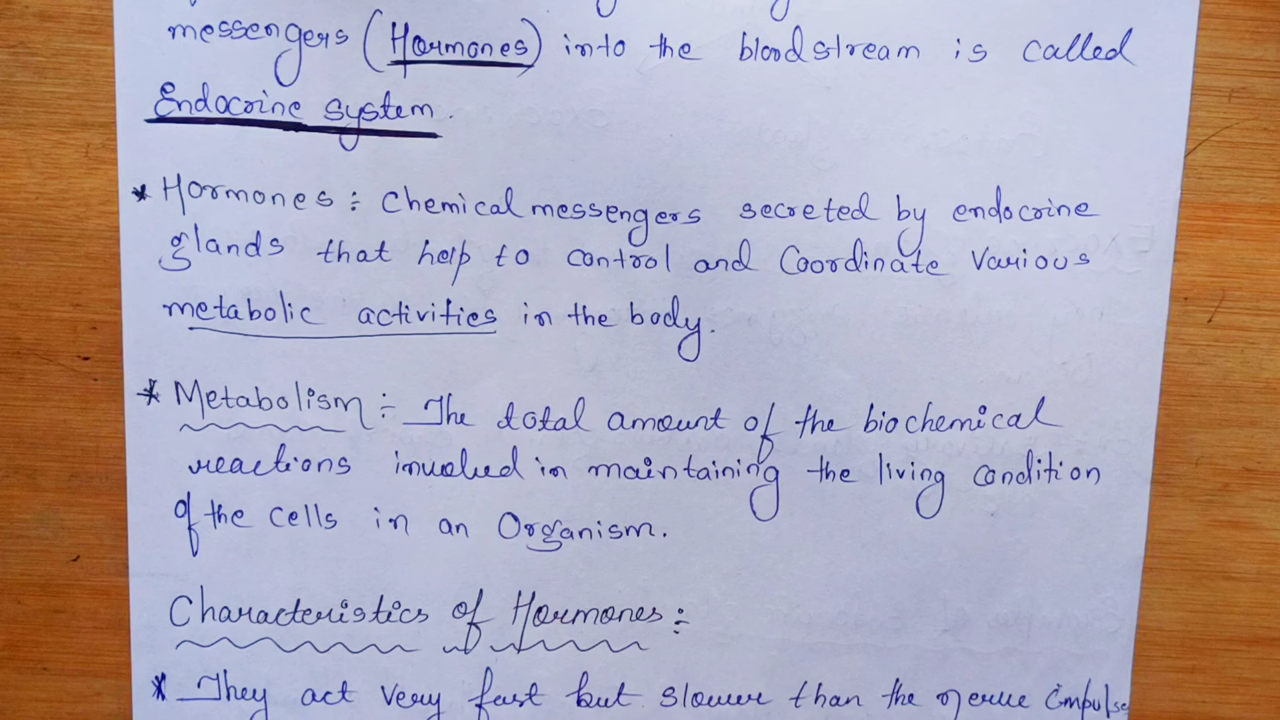 messengers (Hormones) into the bloodstream is called
Endocrine system.
* Hormones : Chemical messengers secreted by endocrine
glands that help to control and Coordinate Various
metabolic activities in the body.
* Metabolism :- The total amount of the biochemical
reactions involved in maintaining the living condition
of the cells in an Organism.
Characteristics of Hormones :-
* They act very fast but slower than the nerve impulse